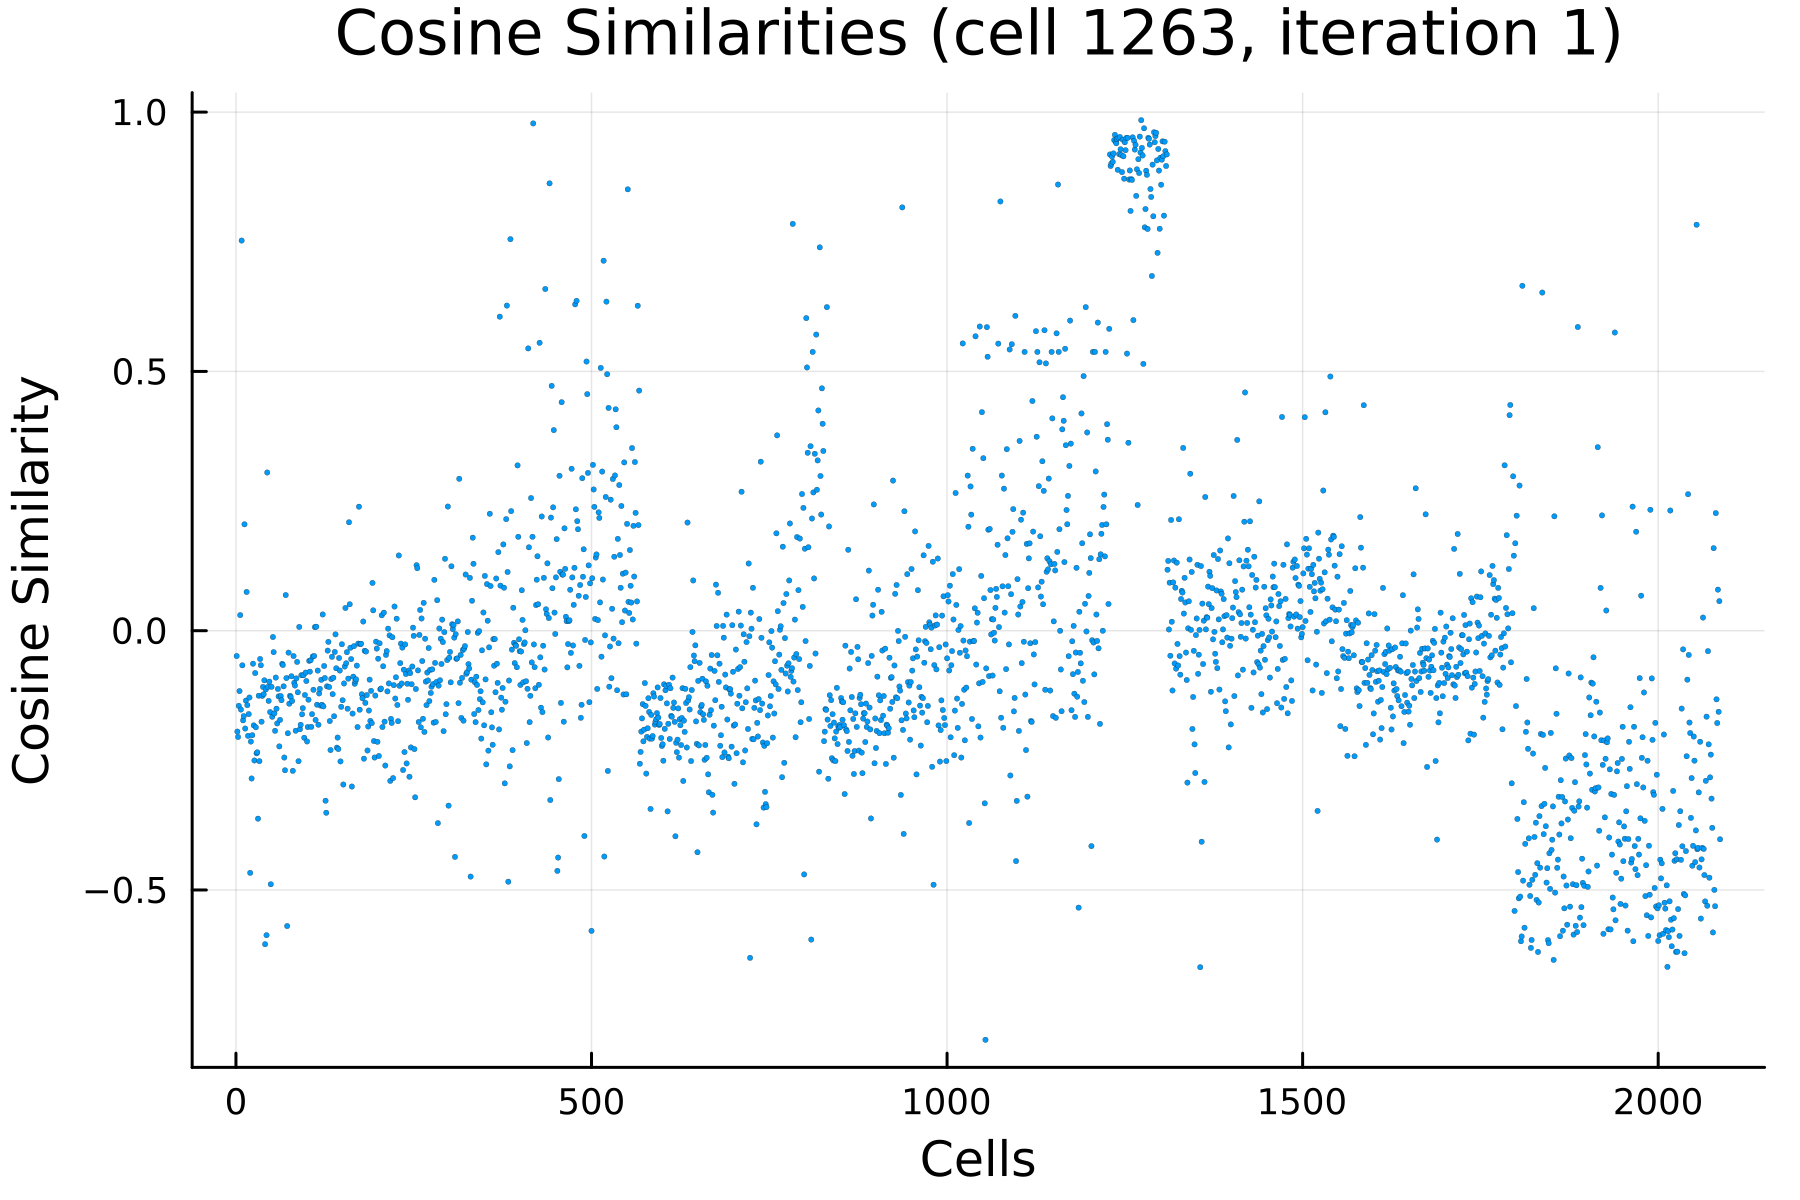 Cosine Similarities (cell 1263, iteration 1)
1.0
0.5
0.0
−0.5
Cosine Similarity
0 500 1000 1500 2000
Cells